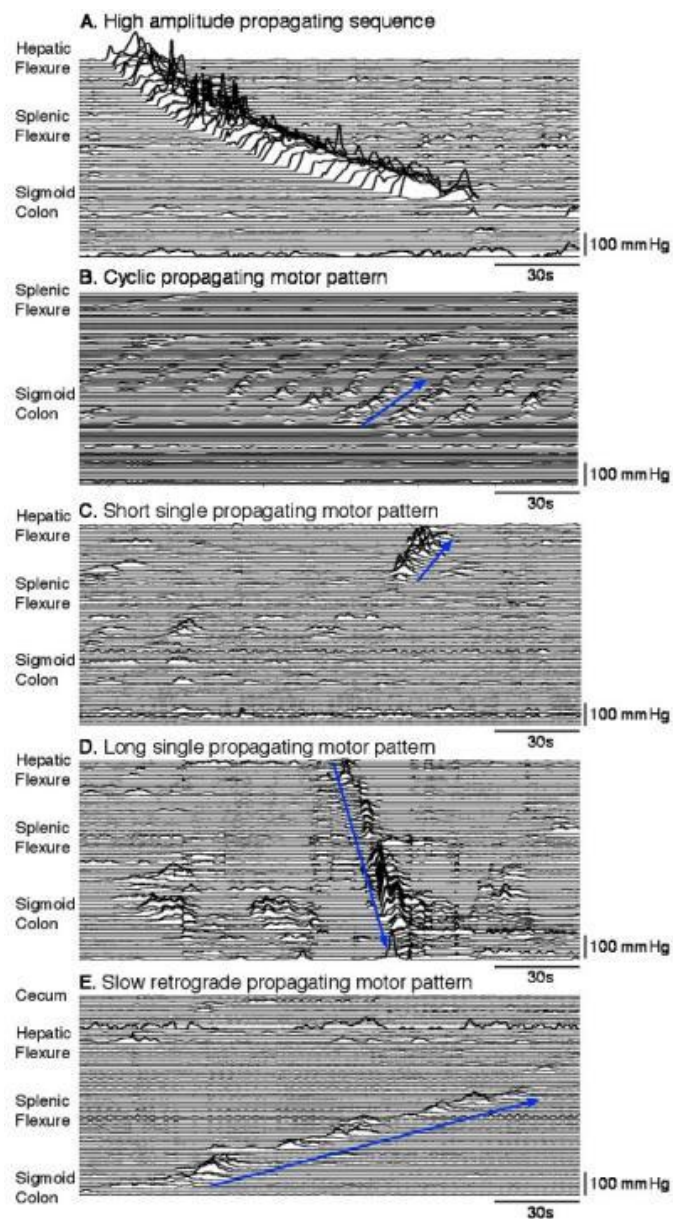 A. High amplitude propagating sequence
Hepatic
Flexure
Splenic
Flexure
Sigmoid
Colon
100 mm Hg
30s
B. Cyclic propagating motor pattern
Splenic
Flexure
Sigmoid
Colon
100 mm Hg
30s
C. Short single propagating motor pattern
Hepatic
Flexure
Splenic
Flexure
Sigmoid
Colon
100 mm Hg
30s
D. Long single propagating motor pattern
Hepatic
Flexure
Splenic
Flexure
Sigmoid
Colon
100 mm Hg
30s
E. Slow retrograde propagating motor pattern
Cecum
Hepatic
Flexure
Splenic
Flexure
Sigmoid
Colon
100 mm Hg
30s